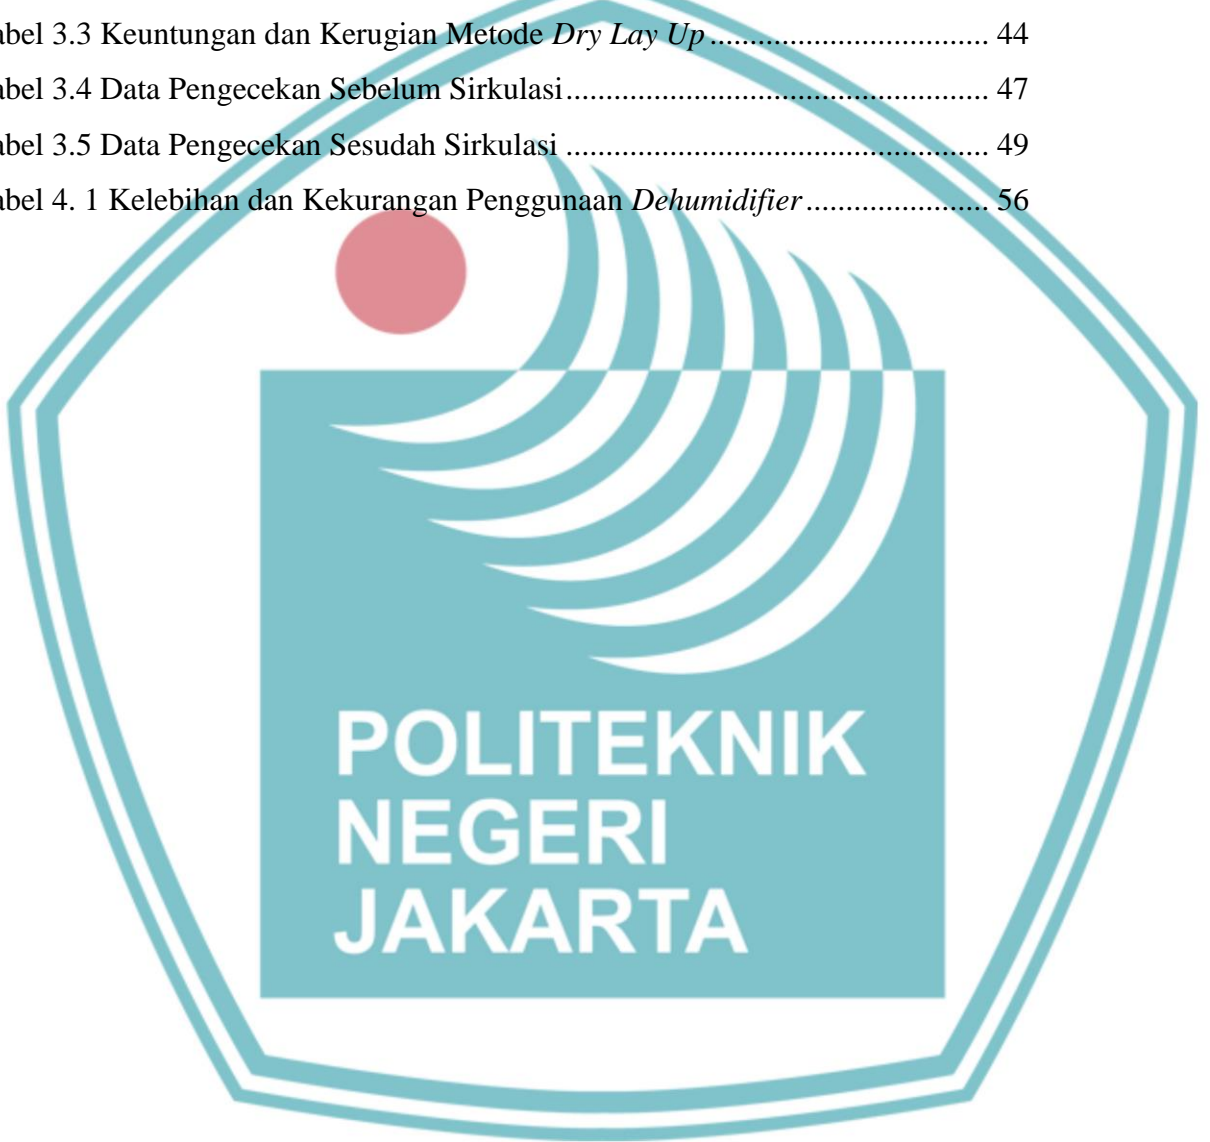 abel 3.3 Keuntungan dan Kerugian Metode Dry Lay Up ................................... 44
abel 3.4 Data Pengecekan Sebelum Sirkulasi ..................................................... 47
abel 3.5 Data Pengecekan Sesudah Sirkulasi ..................................................... 49
abel 4. 1 Kelebihan dan Kekurangan Penggunaan Dehumidifier ....................... 56
POLITEKNIK
NEGERI
JAKARTA